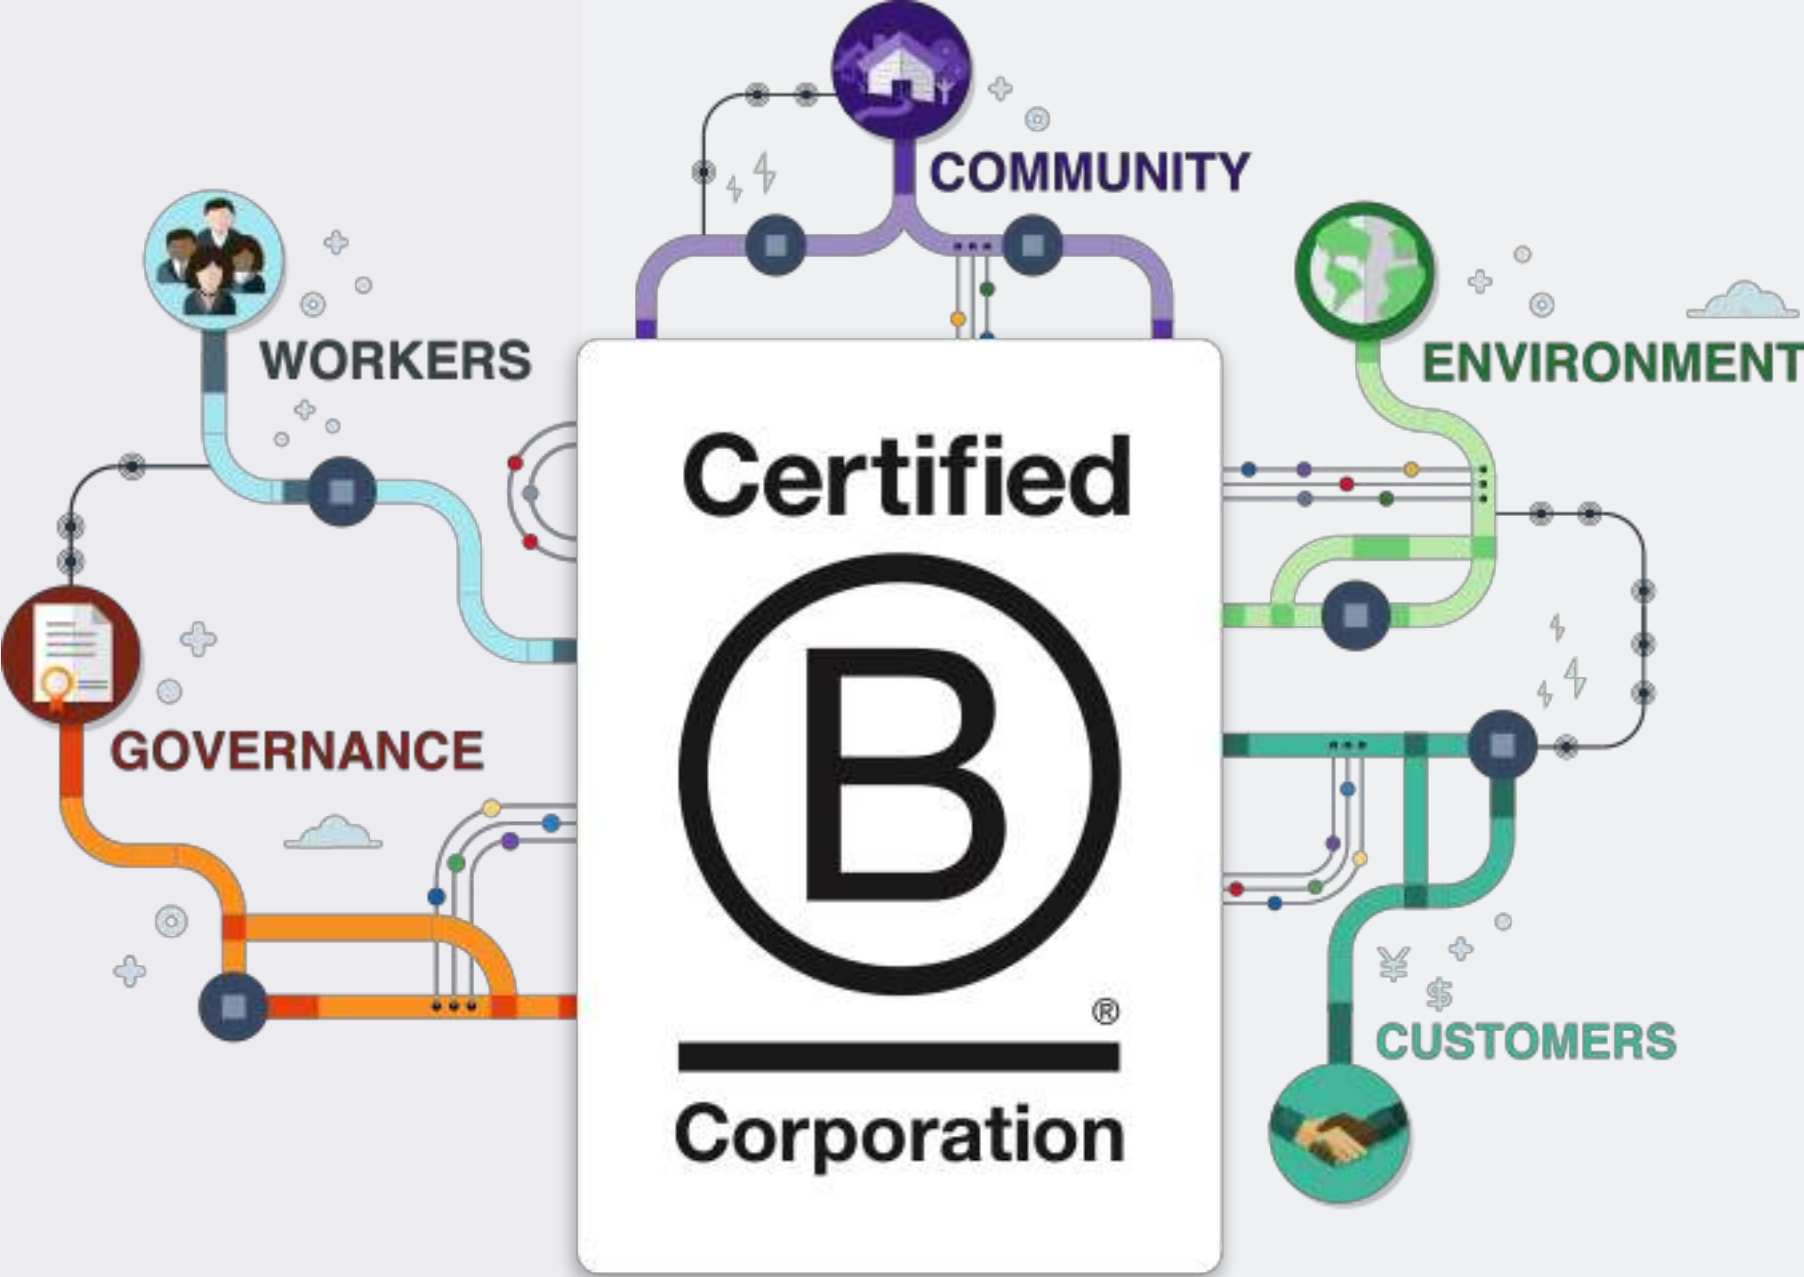 COMMUNITY
WORKERS
ENVIRONMENT
Certified
B
®
Corporation
GOVERNANCE
¥
$
CUSTOMERS